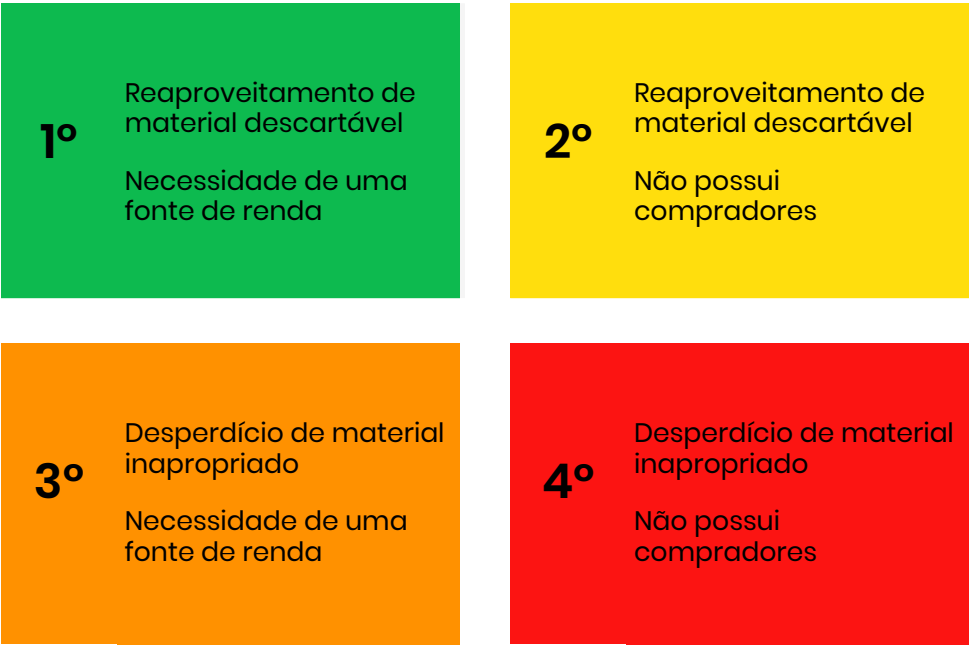 1º
Reaproveitamento de
material descartável
Necessidade de uma
fonte de renda
2º
Reaproveitamento de
material descartável
Não possui
compradores
3º
Desperdício de material
inapropriado
Necessidade de uma
fonte de renda
4º
Desperdício de material
inapropriado
Não possui
compradores